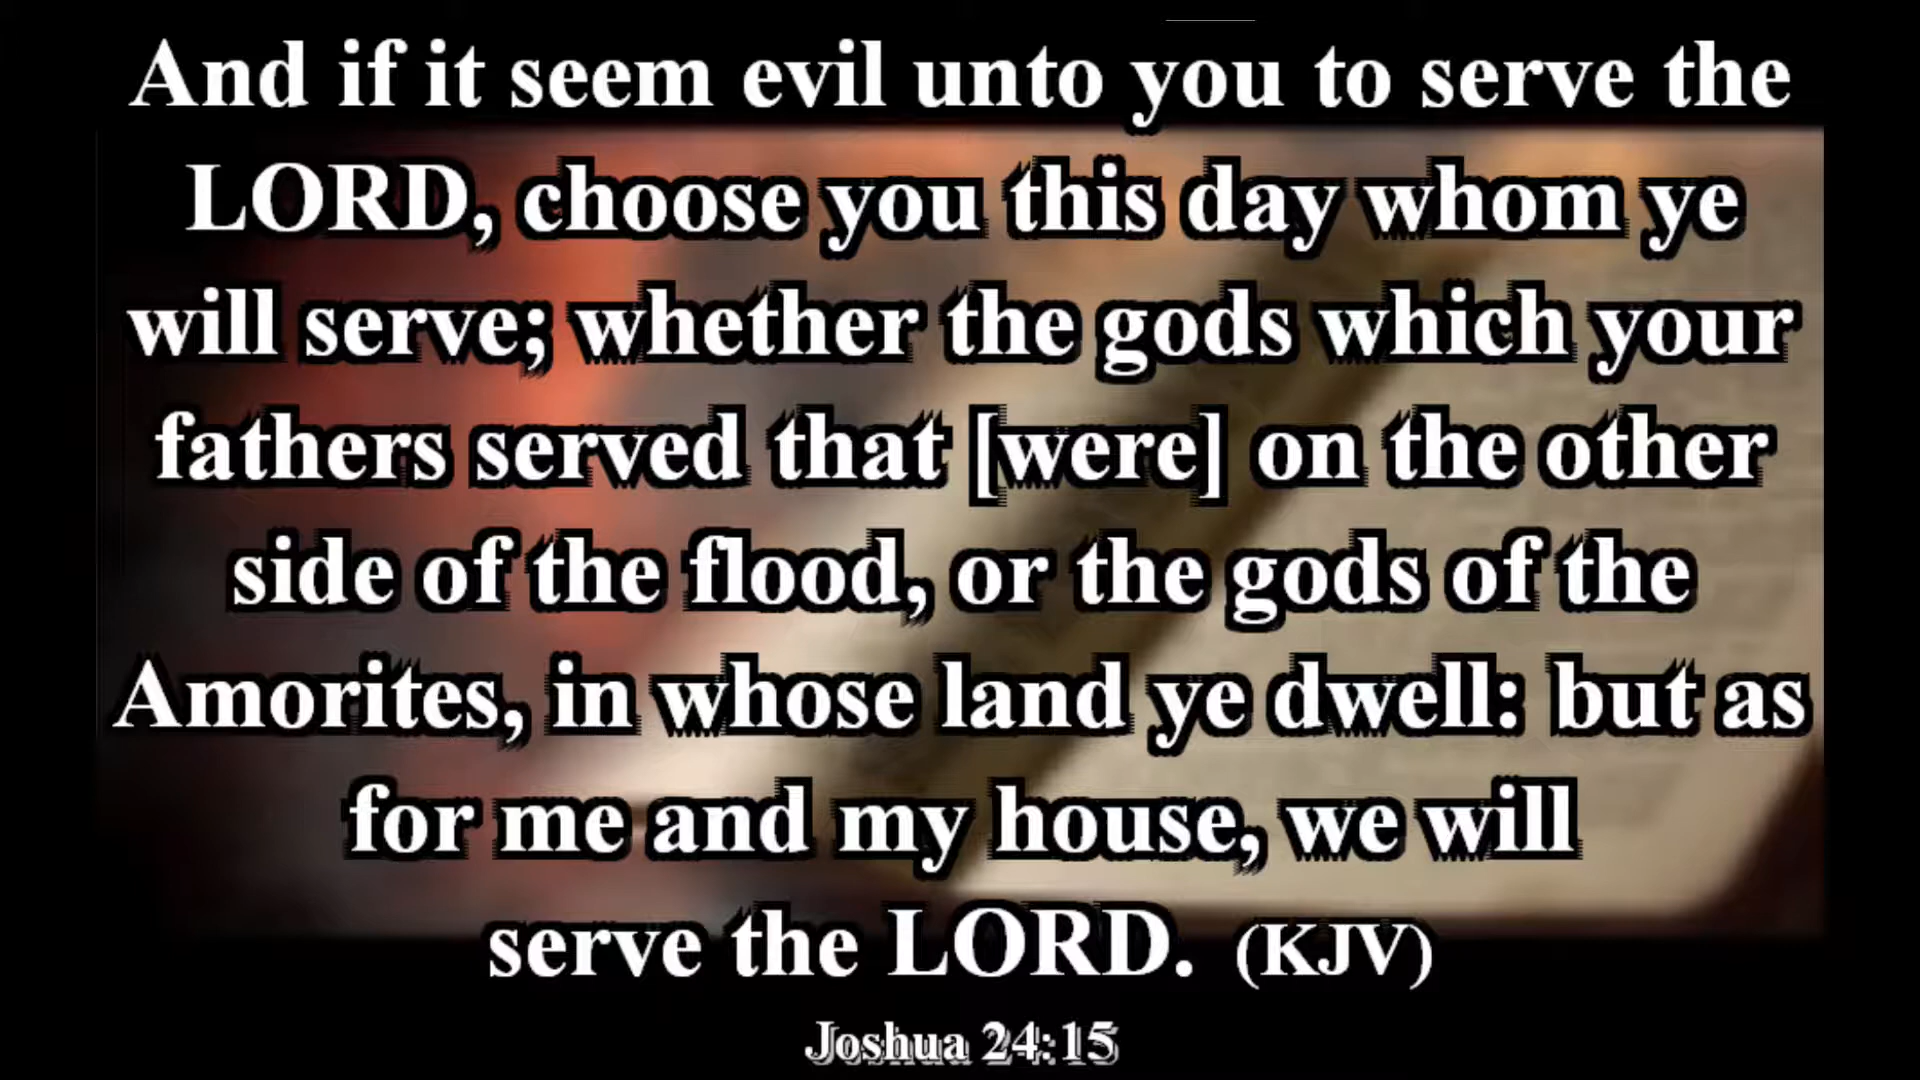 And if it seem evil unto you to serve the
LORD, choose you this day whom ye
will serve; whether the gods which your
fathers served that [were] on the other
side of the flood, or the gods of the
Amorites, in whose land ye dwell: but as
for me and my house, we will
serve the LORD. (KJV)
Joshua 24:15